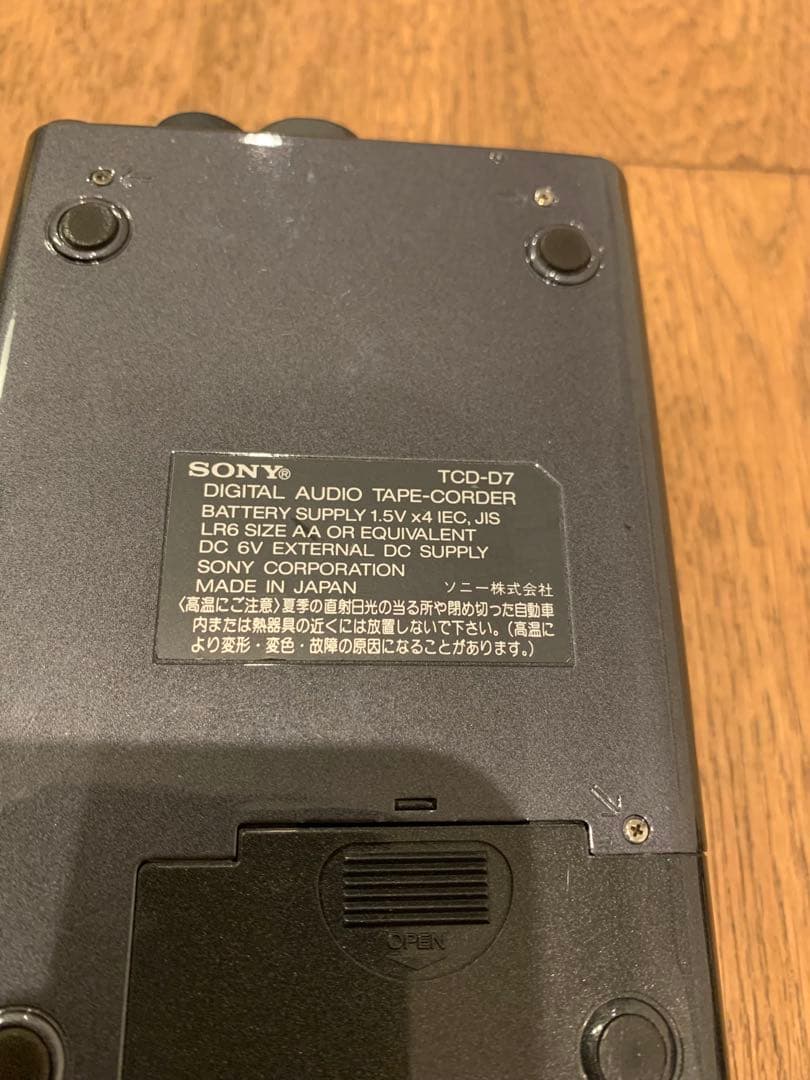 SONY® TCD-D7
DIGITAL AUDIO TAPE-CORDER
BATTERY SUPPLY 1.5V x4 IEC, JIS
LR6 SIZE AA OR EQUIVALENT
DC 6V EXTERNAL DC SUPPLY
SONY CORPORATION
MADE IN JAPAN ソニー株式会社
〈高温にご注意〉夏季の直射日光の当る所や閉め切った自動車
内または熱器具の近くには放置しないで下さい。(高温に
より変形・変色・故障の原因になることがあります。)
OPEN